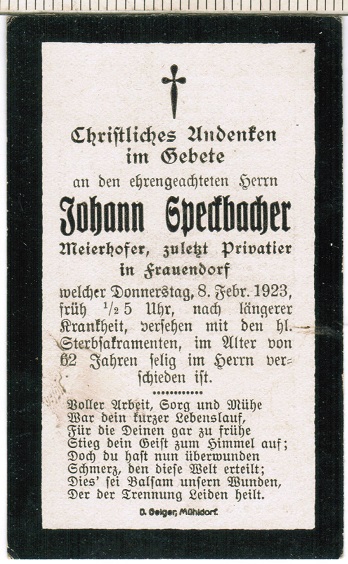 Christliches Andenken
im Gebete
an den ehrengeachteten Herrn
Johann Speckbacher
Meierhofer, zuletzt Privatier
in Frauendorf
welcher Donnerstag, 8. Febr. 1923,
früh 1/2 5 Uhr, nach längerer
Krankheit, versehen mit den hl.
Sterbsakramenten, im Alter von
62 Jahren selig im Herrn ver-
schieden ist.
Voller Arbeit, Sorg und Mühe
War dein kurzer Lebenslauf,
Für die Deinen gar zu frühe
Stieg dein Geist zum Himmel auf;
Doch du hast nun überwunden
Schmerz, den diese Welt erteilt;
Dies' sei Balsam unsern Wunden,
Der der Trennung Leiden heilt.
D. Geiger, Mühldorf.